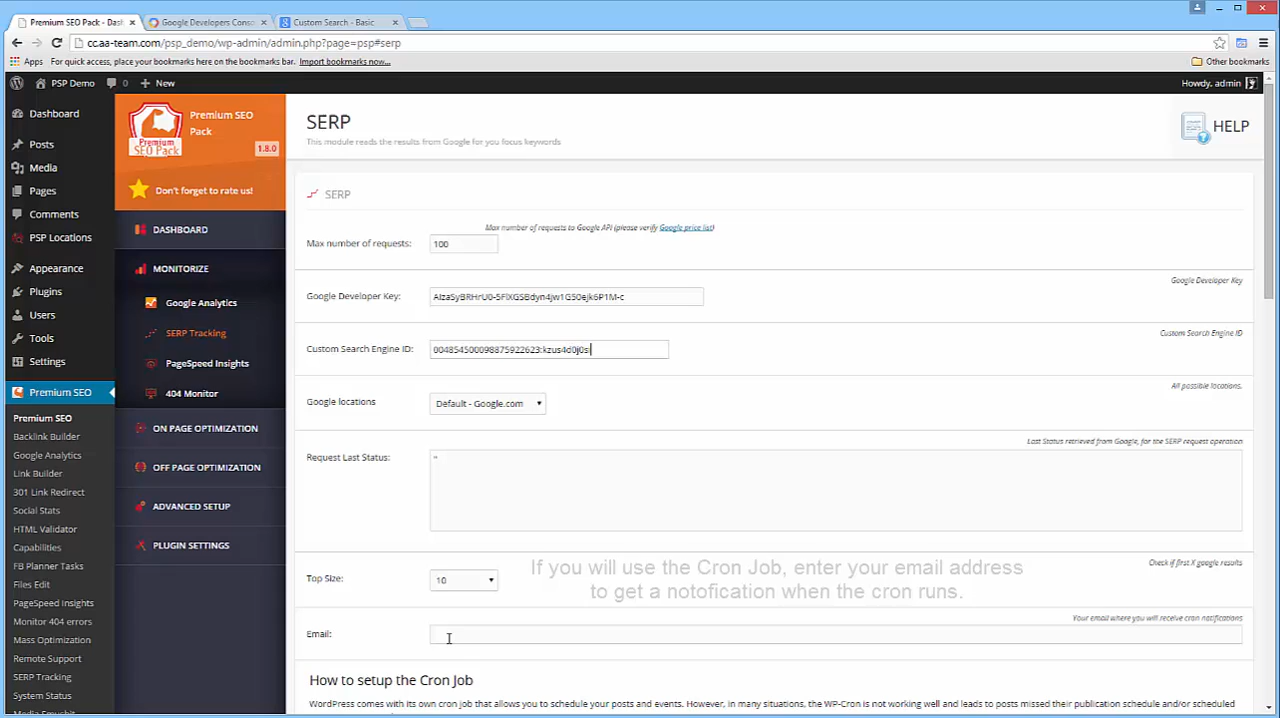 Premium SEO Pack - Dash
Google Developers Conso
Custom Search - Basic
cc.aa-team.com/psp_demo/wp-admin/admin.php?page=psp#serp
Apps For quick access, place your bookmarks here on the bookmarks bar. Import bookmarks now...
Other bookmarks
PSP Demo 0 + New
Howdy, admin
Dashboard
Posts
Media
Pages
Comments
PSP Locations
Appearance
Plugins
Users
Tools
Settings
Premium SEO
Premium SEO
Backlink Builder
Google Analytics
Link Builder
301 Link Redirect
Social Stats
HTML Validator
Capabilities
FB Planner Tasks
Files Edit
PageSpeed Insights
Monitor 404 errors
Mass Optimization
Remote Support
SERP Tracking
System Status
Premium SEO Pack
Premium SEO Pack
1.8.0
Don't forget to rate us!
DASHBOARD
MONITORIZE
Google Analytics
SERP Tracking
PageSpeed Insights
404 Monitor
ON PAGE OPTIMIZATION
OFF PAGE OPTIMIZATION
ADVANCED SETUP
PLUGIN SETTINGS
SERP
This module reads the results from Google for you focus keywords
HELP
SERP
Max number of requests to Google API (please verify Google price list)
Max number of requests: 100
Google Developer Key
Google Developer Key:
Custom Search Engine ID
Custom Search Engine ID:
All possible locations.
Google locations Default - Google.com
Last Status retrieved from Google, for the SERP request operation
Request Last Status: "
Check if first X google results
Top Size: 10
If you will use the Cron Job, enter your email address
to get a notofication when the cron runs.
Your email where you will receive cron notifications
Email:
How to setup the Cron Job
WordPress comes with its own cron job that allows you to schedule your posts and events. However, in many situations, the WP-Cron is not working well and leads to posts missed their publication schedule and/or scheduled